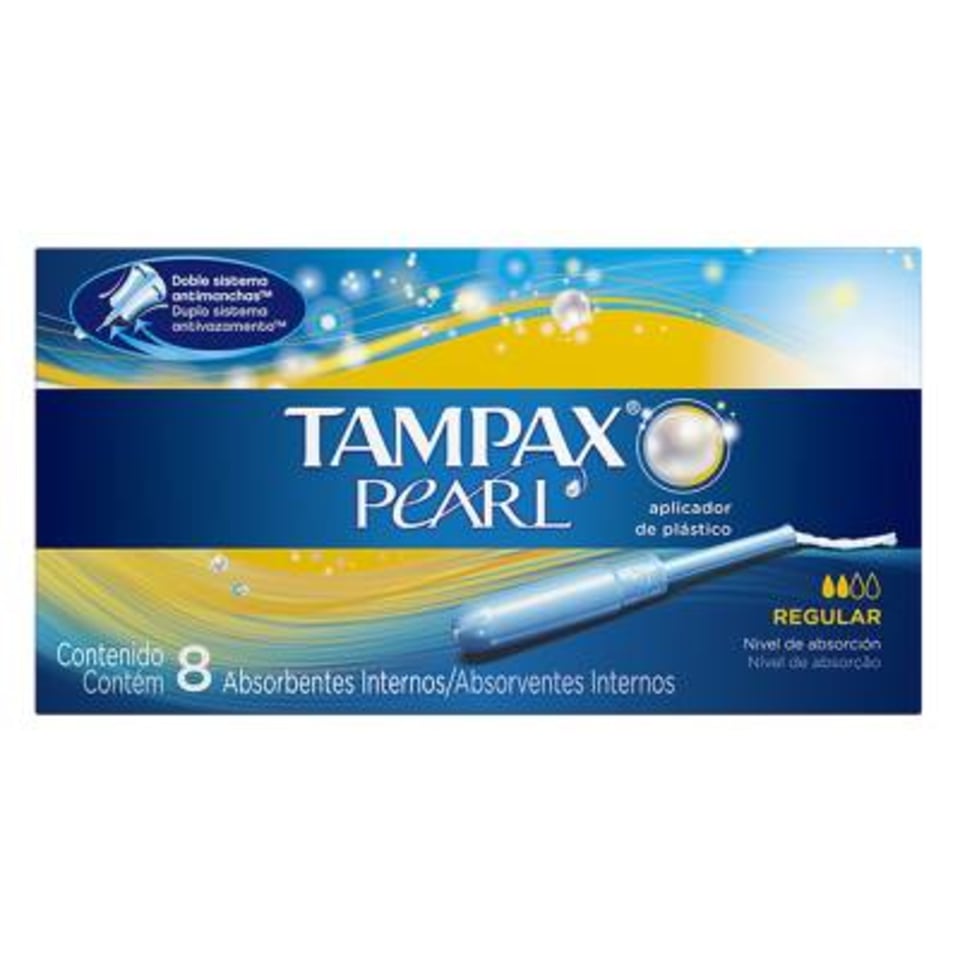 Doble sistema
antimanchas™
Duplo sistema
antivazamento™
TAMPAX®
PEARL
aplicador
de plástico
REGULAR
Nivel de absorción
Nível de absorção
Contenido
Contém 8 Absorbentes Internos/Absorventes Internos